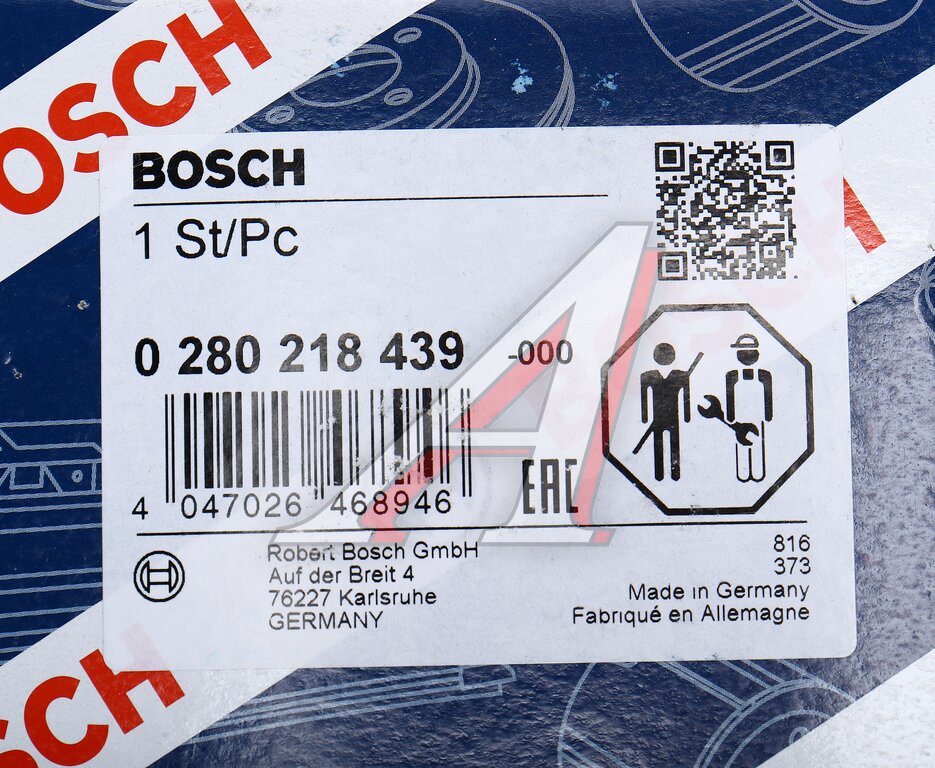 BOSCH
BOSCH
1 St/Pc
0 280 218 439 -000
4 047026 468946
EAC
Robert Bosch GmbH
Auf der Breit 4
76227 Karlsruhe
GERMANY
816
373
Made in Germany
Fabriqué en Allemagne
BOSCH